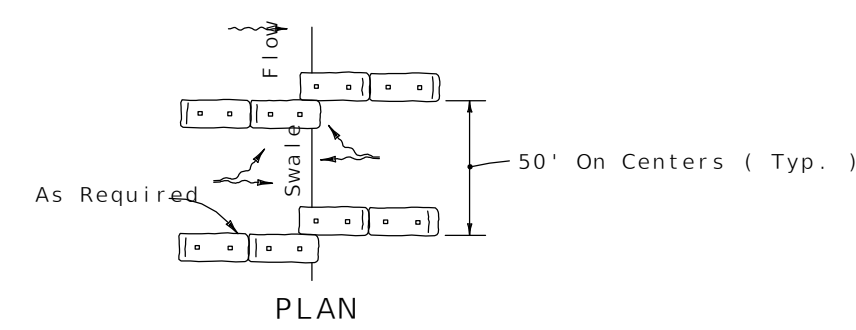 Flow
Swale
50' On Centers ( Typ. )
As Required
PLAN